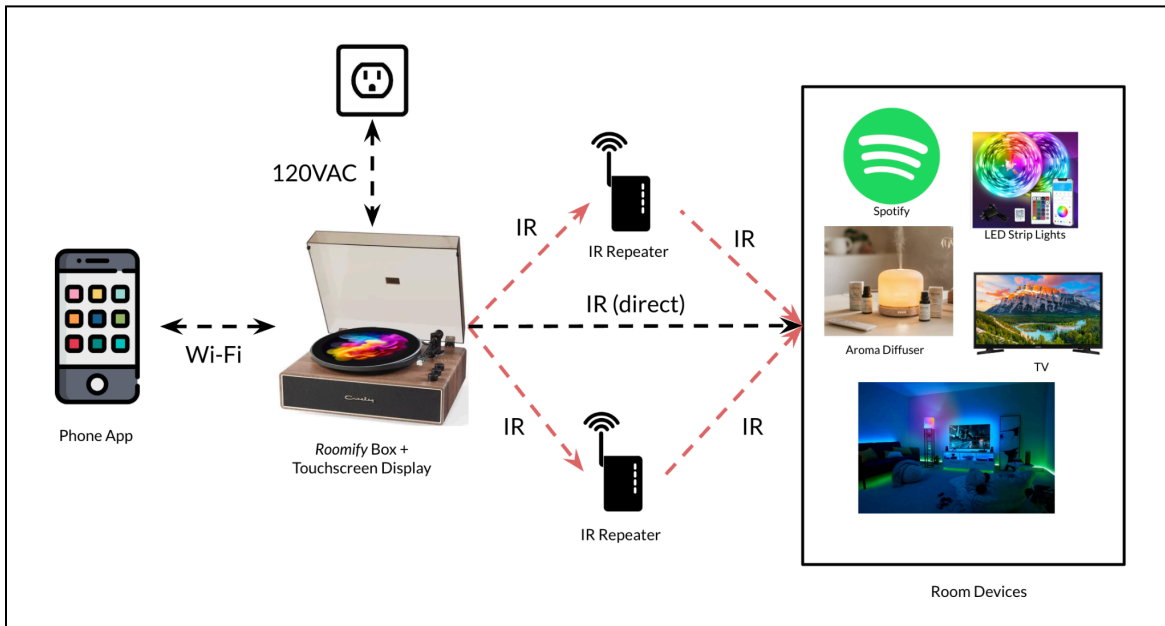 120VAC
Wi-Fi
Phone App
Crosley
Roomify Box +
Touchscreen Display
IR
IR
IR Repeater
IR (direct)
IR
IR
IR Repeater
Spotify
LED Strip Lights
Aroma Diffuser
TV
Room Devices